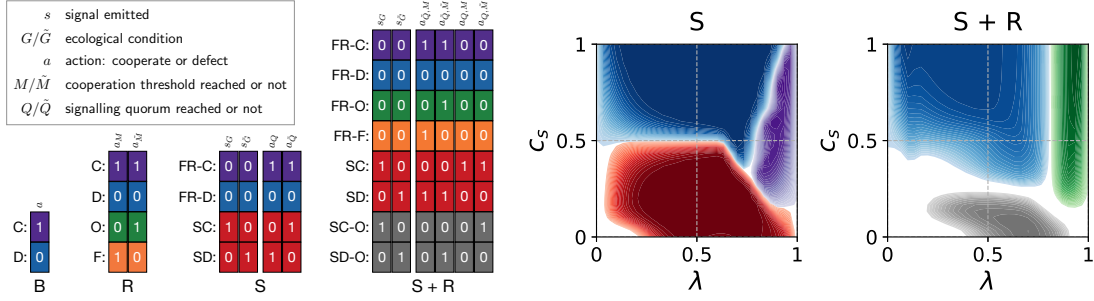 s signal emitted
G/G̃ ecological condition
a action: cooperate or defect
M/M̃ cooperation threshold reached or not
Q/Q̃ signalling quorum reached or not
a
C: 1
D: 0
B
a_M a_M̃
C: 1 1
D: 0 0
O: 0 1
F: 1 0
R
s_G s_G̃ a_Q a_Q̃
FR-C: 0 0 1 1
FR-D: 0 0 0 0
SC: 1 0 0 1
SD: 0 1 1 0
S
s_G s_G̃ a_Q̃,M a_Q̃,M̃ a_Q,M a_Q,M̃
FR-C: 0 0 1 1 0 0
FR-D: 0 0 0 0 0 0
FR-O: 0 0 0 1 0 0
FR-F: 0 0 1 0 0 0
SC: 1 0 0 0 1 1
SD: 0 1 1 1 0 0
SC-O: 1 0 0 0 0 1
SD-O: 0 1 0 1 0 0
S + R
S
c_s
1
0.5
0
0 0.5 1
λ
S + R
c_s
1
0.5
0
0 0.5 1
λ